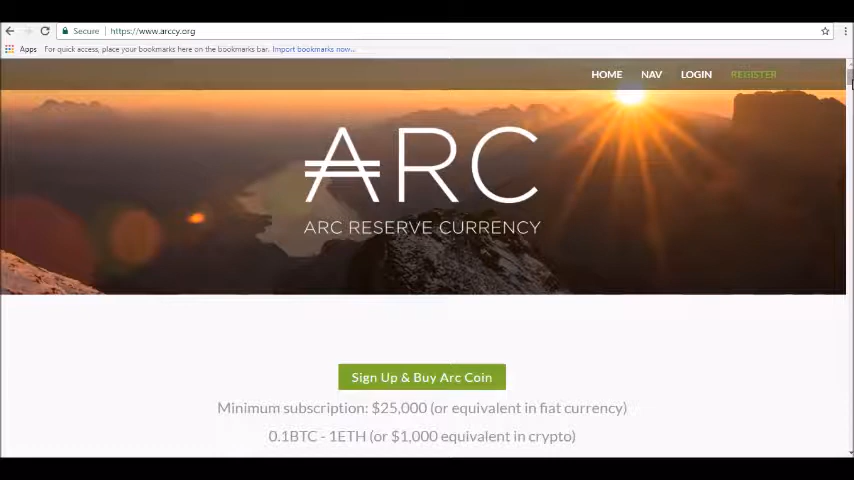 Secure https://www.arccy.org
Apps For quick access, place your bookmarks here on the bookmarks bar. Import bookmarks now...
HOME NAV LOGIN REGISTER
ARC
ARC RESERVE CURRENCY
Sign Up & Buy Arc Coin
Minimum subscription: $25,000 (or equivalent in fiat currency)
0.1BTC - 1ETH (or $1,000 equivalent in crypto)